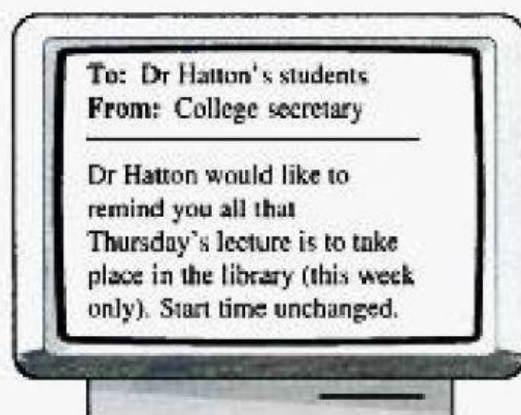 To: Dr Hatton's students
From: College secretary
Dr Hatton would like to
remind you all that
Thursday's lecture is to take
place in the library (this week
only). Start time unchanged.